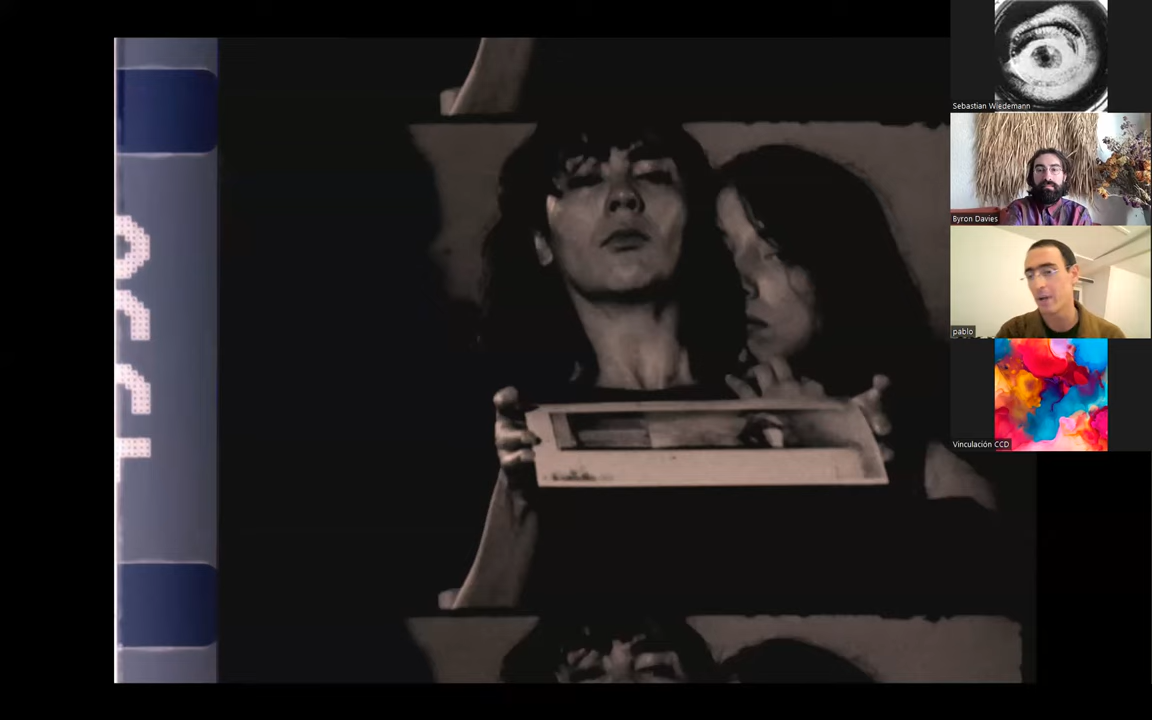 Sebastian Wiedemann
Byron Davies
pablo
Vinculación CCD